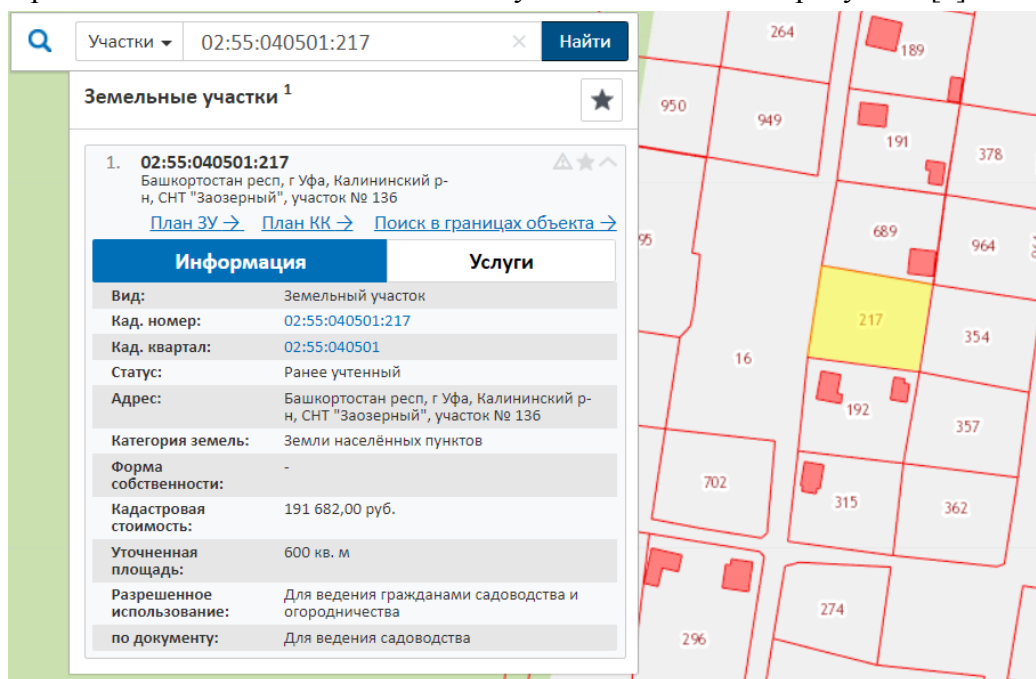 Участки 02:55:040501:217 × Найти
Земельные участки 1
1. 02:55:040501:217
Башкортостан респ, г Уфа, Калининский р-
н, СНТ "Заозерный", участок № 136
План ЗУ → План КК → Поиск в границах объекта →
Информация Услуги
Вид: Земельный участок
Кад. номер: 02:55:040501:217
Кад. квартал: 02:55:040501
Статус: Ранее учтенный
Адрес: Башкортостан респ, г Уфа, Калининский р-
н, СНТ "Заозерный", участок № 136
Категория земель: Земли населённых пунктов
Форма -
собственности:
Кадастровая 191 682,00 руб.
стоимость:
Уточненная 600 кв. м
площадь:
Разрешенное Для ведения гражданами садоводства и
использование: огородничества
по документу: Для ведения садоводства
264
189
950
949
191
378
95
689
964
217
354
16
192
357
702
315
362
274
296